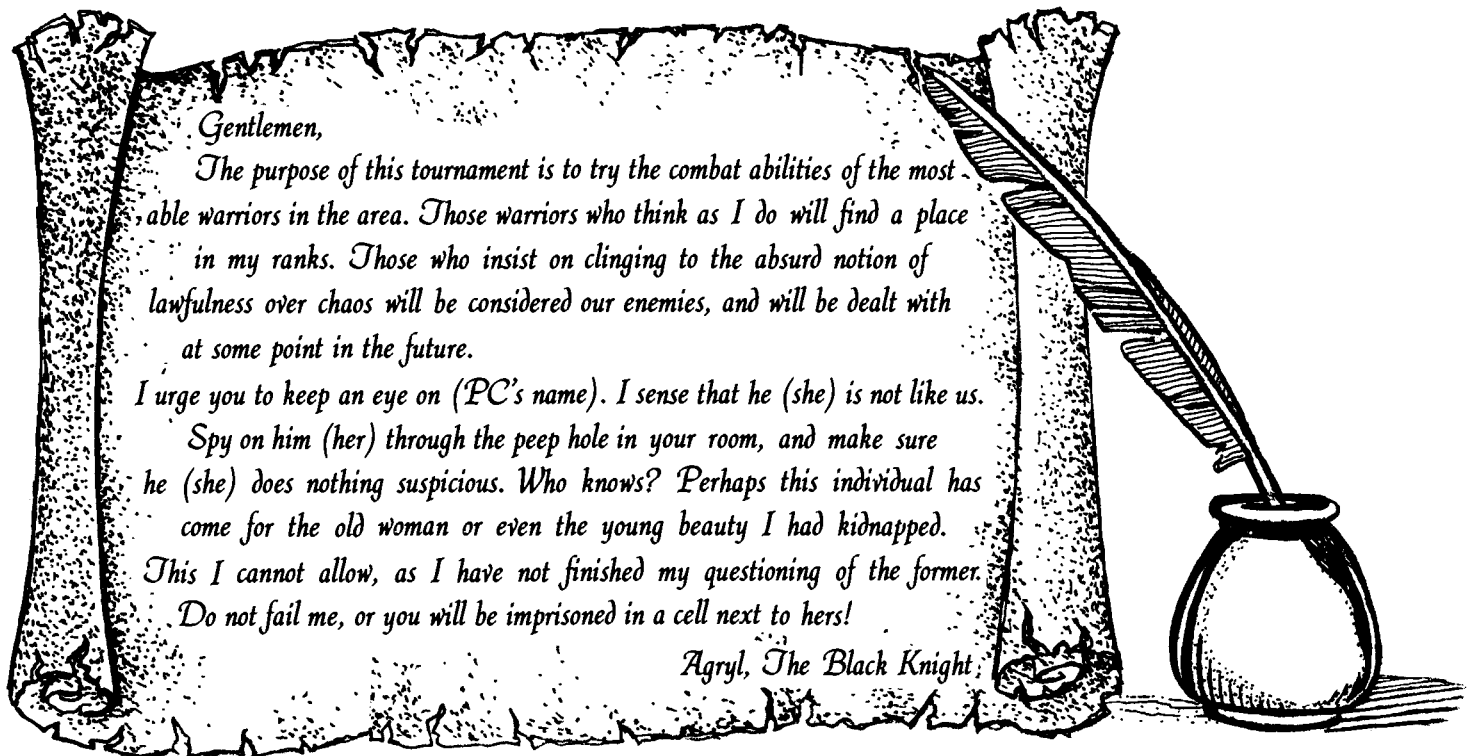 Gentlemen,
The purpose of this tournament is to try the combat abilities of the most
able warriors in the area. Those warriors who think as I do will find a place
in my ranks. Those who insist on clinging to the absurd notion of
lawfulness over chaos will be considered our enemies, and will be dealt with
at some point in the future.
I urge you to keep an eye on (PC's name). I sense that he (she) is not like us.
Spy on him (her) through the peep hole in your room, and make sure
he (she) does nothing suspicious. Who knows? Perhaps this individual has
come for the old woman or even the young beauty I had kidnapped.
This I cannot allow, as I have not finished my questioning of the former.
Do not fail me, or you will be imprisoned in a cell next to hers!
Agryl, The Black Knight